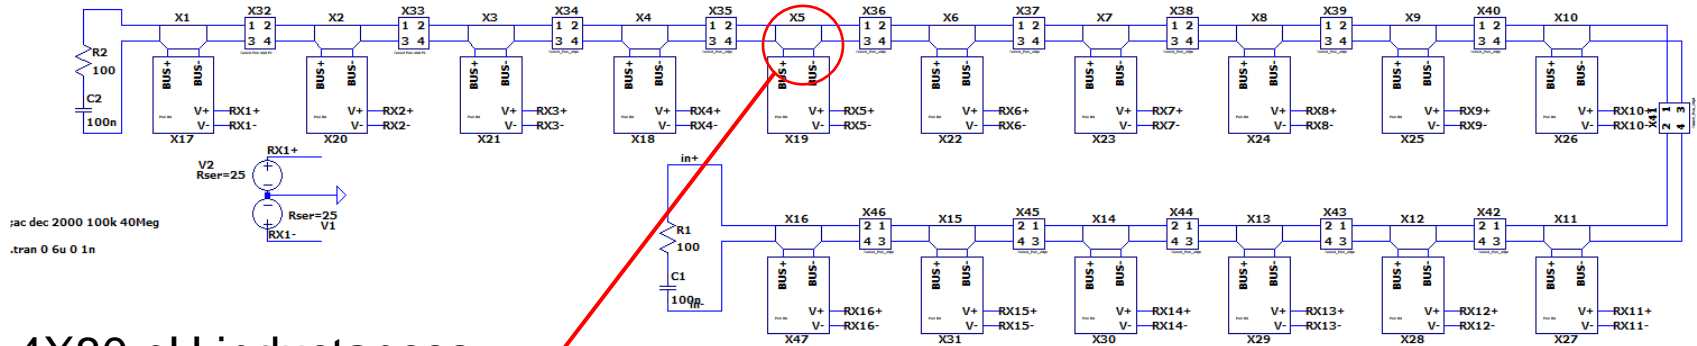 X1 X32 X2 X33 X3 X34 X4 X35 X5 X36 X6 X37 X7 X38 X8 X39 X9 X40 X10
1 2 1 2 1 2 1 2 1 2 1 2 1 2 1 2 1 2
3 4 3 4 3 4 3 4 3 4 3 4 3 4 3 4 3 4
R2
100
C2
100n
BUS+ BUS- BUS+ BUS- BUS+ BUS- BUS+ BUS- BUS+ BUS- BUS+ BUS- BUS+ BUS- BUS+ BUS- BUS+ BUS- BUS+ BUS-
V+ RX1+ V+ RX2+ V+ RX3+ V+ RX4+ V+ RX5+ V+ RX6+ V+ RX7+ V+ RX8+ V+ RX9+ V+ RX10+
V- RX1- V- RX2- V- RX3- V- RX4- V- RX5- V- RX6- V- RX7- V- RX8- V- RX9- V- RX10-
X17 X20 X21 X18 X19 X22 X23 X24 X25 X26
X41
1 3
2 4
RX1+
V2
Rser=25
Rser=25
V1
RX1-
;ac dec 2000 100k 40Meg
.tran 0 6u 0 1n
in+
R1
100
C1
100n
in-
X16 X46 X15 X45 X14 X44 X13 X43 X12 X42 X11
2 1 2 1 2 1 2 1 2 1
4 3 4 3 4 3 4 3 4 3
BUS+ BUS- BUS+ BUS- BUS+ BUS- BUS+ BUS- BUS+ BUS- BUS+ BUS-
V+ RX16+ V+ RX15+ V+ RX14+ V+ RX13+ V+ RX12+ V+ RX11+
V- RX16- V- RX15- V- RX14- V- RX13- V- RX12- V- RX11-
X47 X31 X30 X29 X28 X27